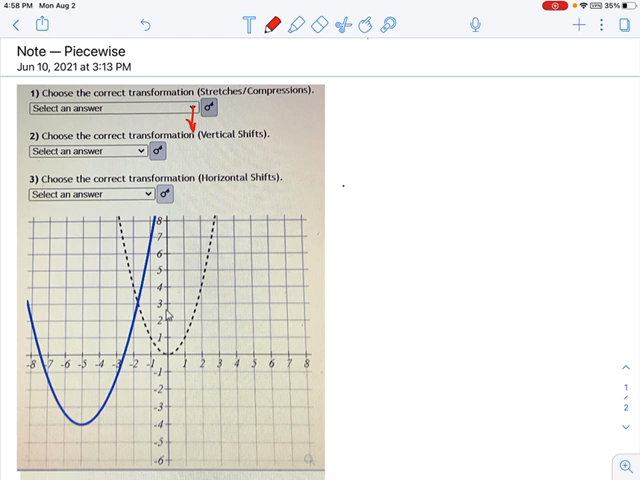 4:58 PM Mon Aug 2
VPN 35%
Note — Piecewise
Jun 10, 2021 at 3:13 PM
1) Choose the correct transformation (Stretches/Compressions).
Select an answer
2) Choose the correct transformation (Vertical Shifts).
Select an answer
3) Choose the correct transformation (Horizontal Shifts).
Select an answer
8
7
6
5
4
3
2
1
-8 -7 -6 -5 -4 -3 -2 -1 1 2 3 4 5 6 7 8
-1
-2
-3
-4
-5
-6
T
1
/
2